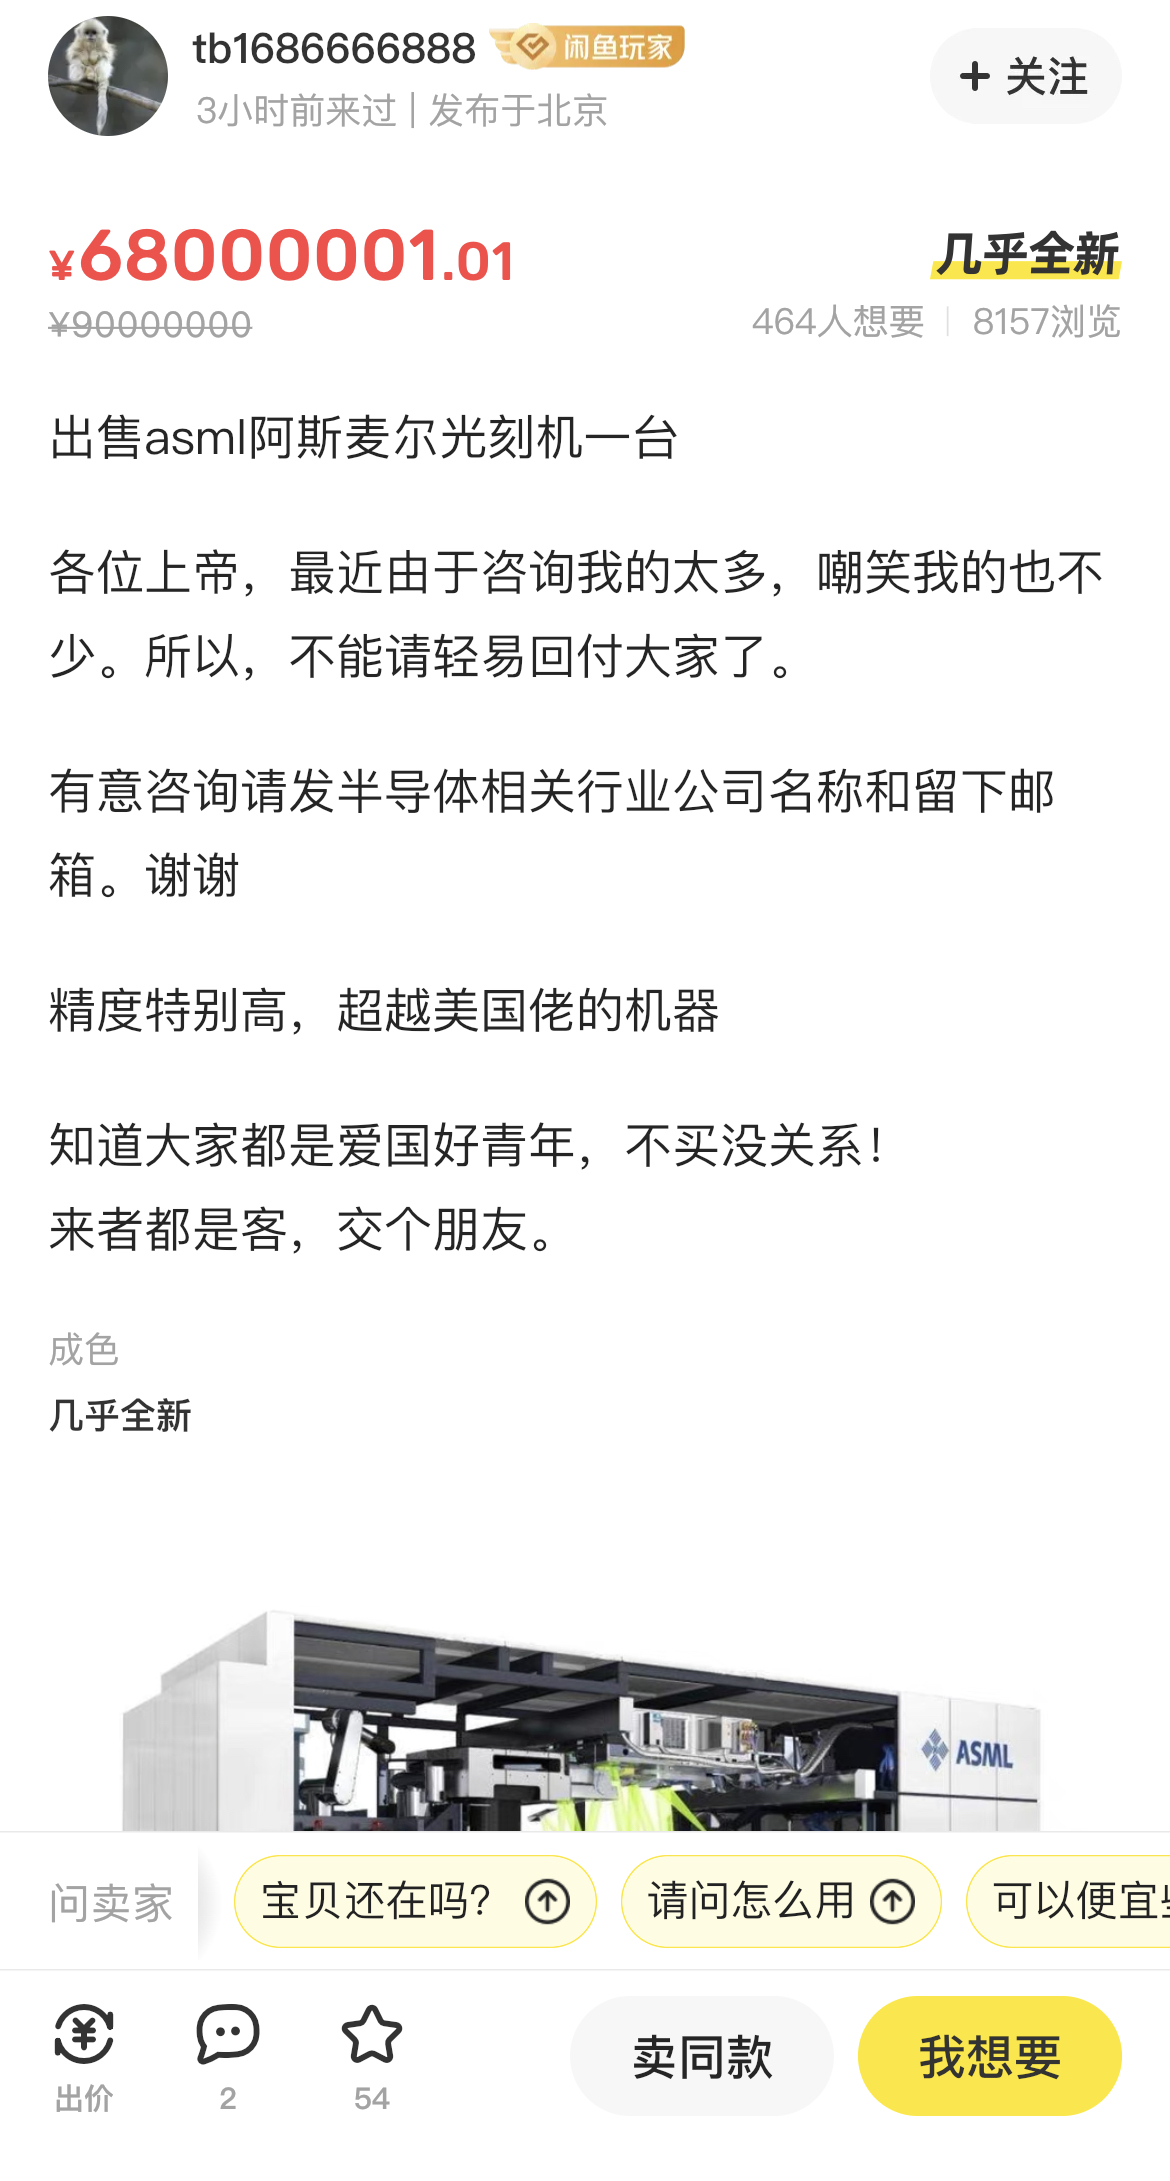 tb1686666888 闲鱼玩家
3小时前来过 | 发布于北京
+ 关注
¥68000001.01
几乎全新
¥90000000
464人想要 | 8157浏览
出售asml阿斯麦尔光刻机一台
各位上帝，最近由于咨询我的太多，嘲笑我的也不
少。所以，不能请轻易回付大家了。
有意咨询请发半导体相关行业公司名称和留下邮
箱。谢谢
精度特别高，超越美国佬的机器
知道大家都是爱国好青年，不买没关系！
来者都是客，交个朋友。
成色
几乎全新
ASML
问卖家 宝贝还在吗？ 请问怎么用 可以便宜
出价 2 54 卖同款 我想要